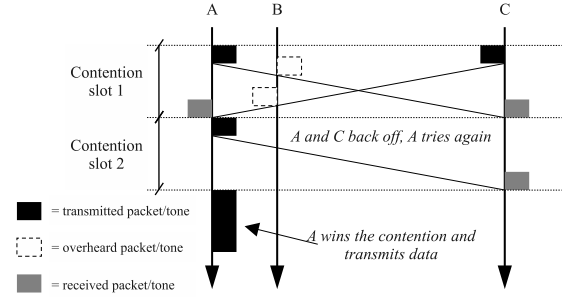 A
B
C
Contention
slot 1
A and C back off, A tries again
Contention
slot 2
= transmitted packet/tone
= overheard packet/tone
= received packet/tone
A wins the contention and
transmits data